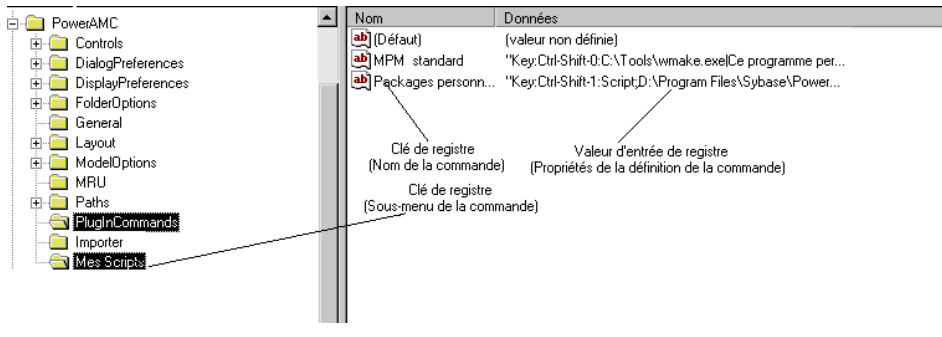 PowerAMC
Controls
DialogPreferences
DisplayPreferences
FolderOptions
General
Layout
ModelOptions
MRU
Paths
PlugInCommands
Importer
Mes Scripts
Nom Données
(Défaut) (valeur non définie)
MPM standard "Key:Ctrl-Shift-0:C:\Tools\wmake.exe|Ce programme per...
Packages personn... "Key:Ctrl-Shift-1:Script;D:\Program Files\Sybase\Power...
Clé de registre
(Nom de la commande)
Valeur d'entrée de registre
(Propriétés de la définition de la commande)
Clé de registre
(Sous-menu de la commande)